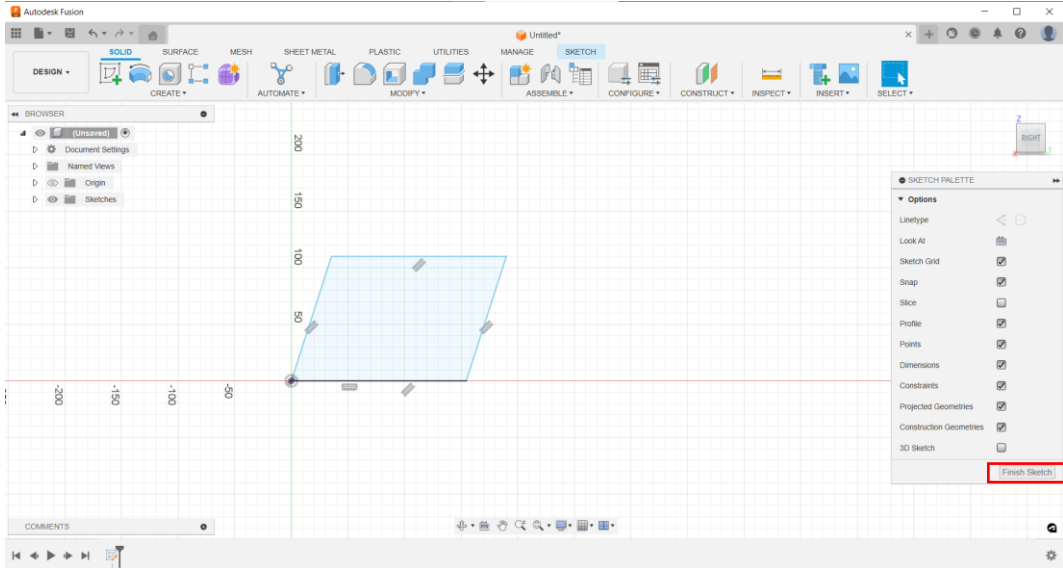 Autodesk Fusion
Untitled*
SOLID SURFACE MESH SHEET METAL PLASTIC UTILITIES MANAGE SKETCH
DESIGN
CREATE AUTOMATE MODIFY ASSEMBLE CONFIGURE CONSTRUCT INSPECT INSERT SELECT
BROWSER
(Unsaved)
Document Settings
Named Views
Origin
Sketches
200
150
100
50
-200
-150
-100
-50
Z
RIGHT
X
Y
SKETCH PALETTE
Options
Linetype
Look At
Sketch Grid
Snap
Slice
Profile
Points
Dimensions
Constraints
Projected Geometries
Construction Geometries
3D Sketch
Finish Sketch
COMMENTS